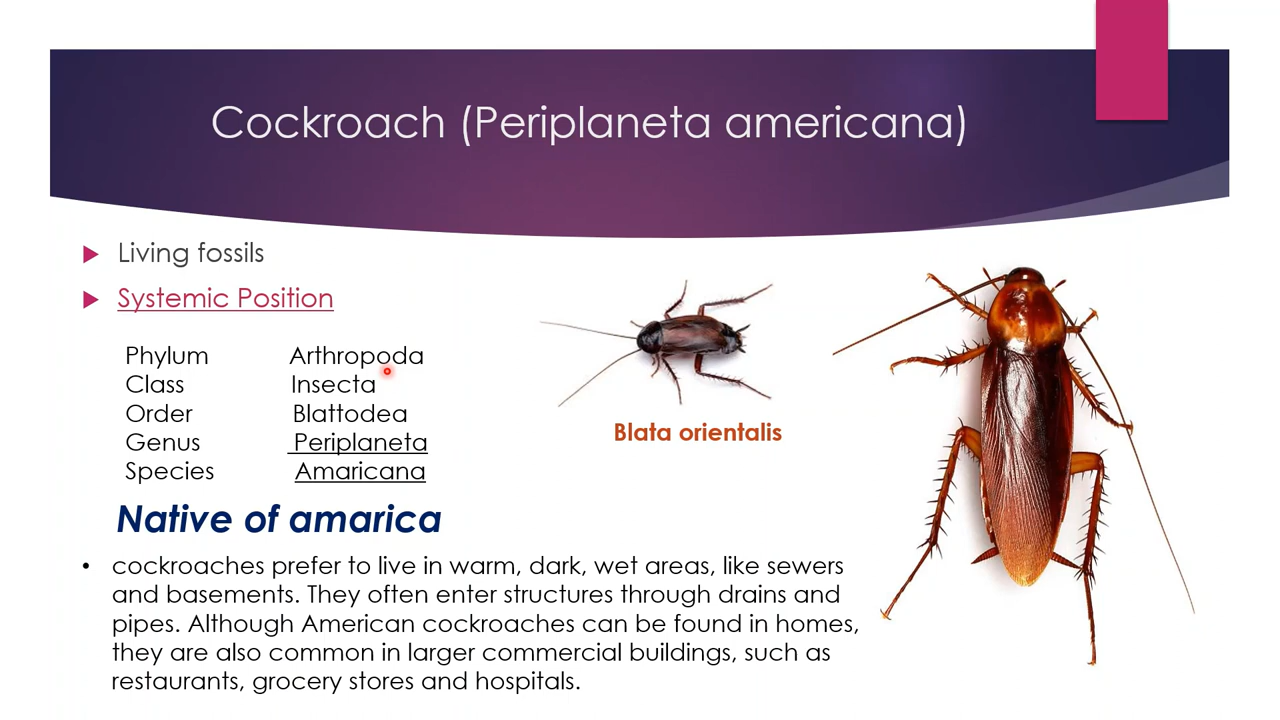 Cockroach (Periplaneta americana)
Living fossils
Systemic Position
Phylum Arthropoda
Class Insecta
Order Blattodea
Genus Periplaneta
Species Amaricana
Blata orientalis
Native of amarica
• cockroaches prefer to live in warm, dark, wet areas, like sewers
and basements. They often enter structures through drains and
pipes. Although American cockroaches can be found in homes,
they are also common in larger commercial buildings, such as
restaurants, grocery stores and hospitals.